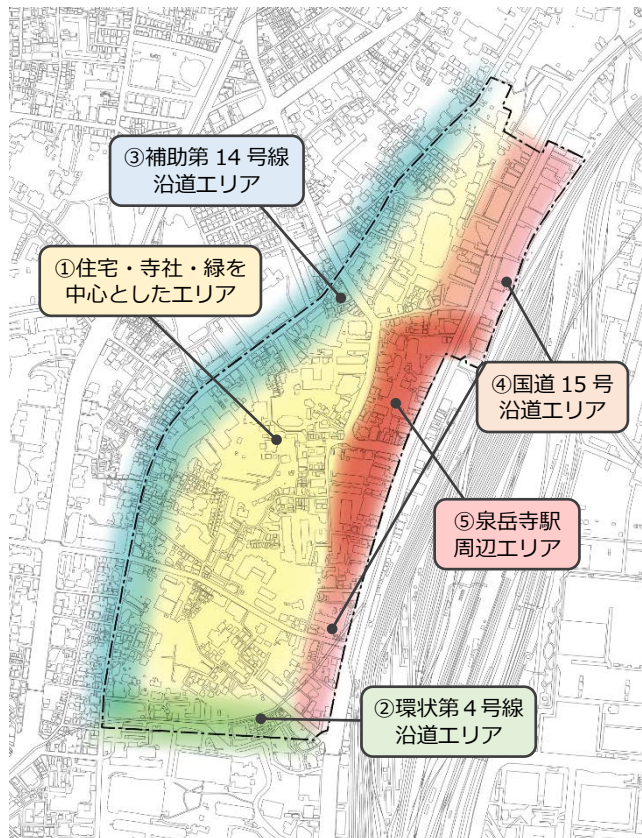 ③補助第 14 号線
沿道エリア
①住宅・寺社・緑を
中心としたエリア
④国道 15 号
沿道エリア
⑤泉岳寺駅
周辺エリア
②環状第４号線
沿道エリア